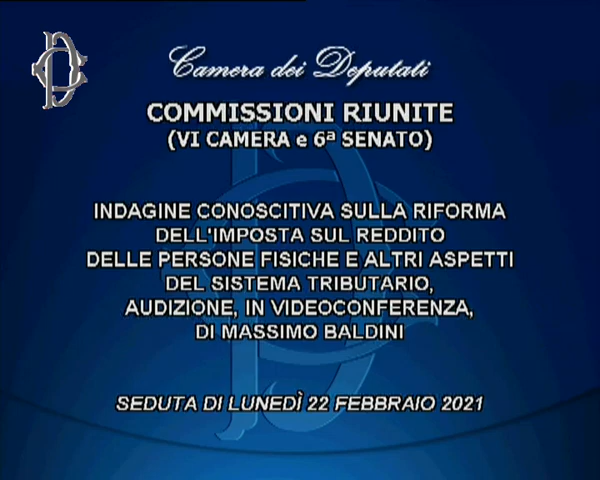 Camera dei Deputati
COMMISSIONI RIUNITE
(VI CAMERA e 6ª SENATO)
INDAGINE CONOSCITIVA SULLA RIFORMA
DELL'IMPOSTA SUL REDDITO
DELLE PERSONE FISICHE E ALTRI ASPETTI
DEL SISTEMA TRIBUTARIO,
AUDIZIONE, IN VIDEOCONFERENZA,
DI MASSIMO BALDINI
SEDUTA DI LUNEDÌ 22 FEBBRAIO 2021